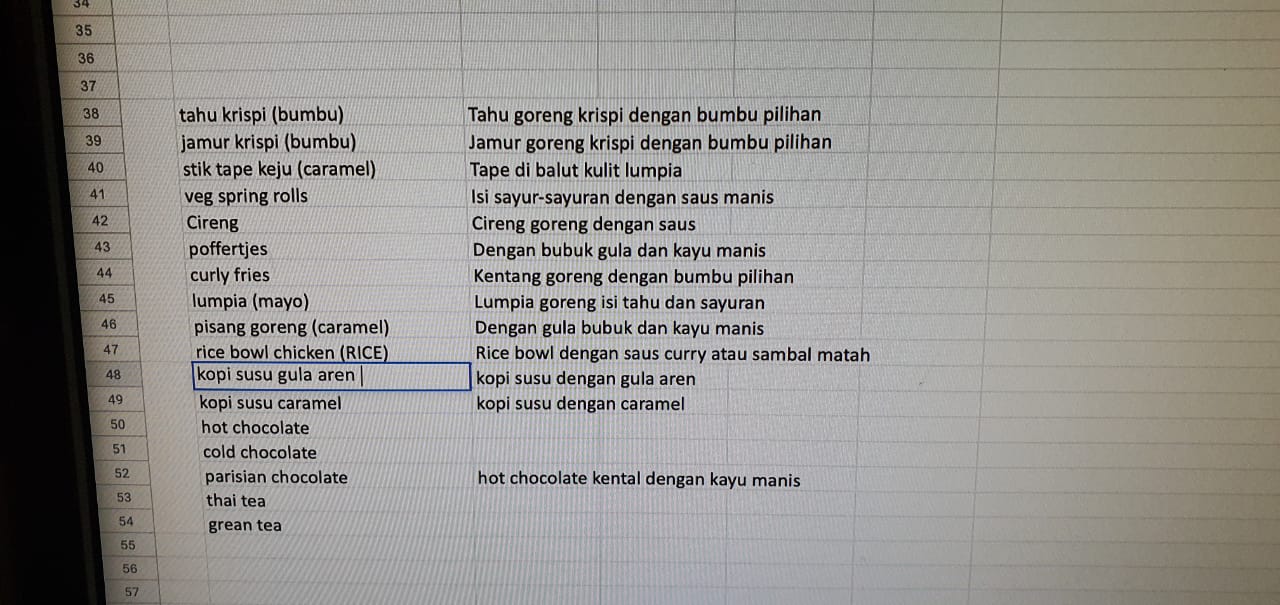 34
35
36
37
38 tahu krispi (bumbu) Tahu goreng krispi dengan bumbu pilihan
39 jamur krispi (bumbu) Jamur goreng krispi dengan bumbu pilihan
40 stik tape keju (caramel) Tape di balut kulit lumpia
41 veg spring rolls Isi sayur-sayuran dengan saus manis
42 Cireng Cireng goreng dengan saus
43 poffertjes Dengan bubuk gula dan kayu manis
44 curly fries Kentang goreng dengan bumbu pilihan
45 lumpia (mayo) Lumpia goreng isi tahu dan sayuran
46 pisang goreng (caramel) Dengan gula bubuk dan kayu manis
47 rice bowl chicken (RICE) Rice bowl dengan saus curry atau sambal matah
48 kopi susu gula aren kopi susu dengan gula aren
49 kopi susu caramel kopi susu dengan caramel
50 hot chocolate
51 cold chocolate
52 parisian chocolate hot chocolate kental dengan kayu manis
53 thai tea
54 grean tea
55
56
57